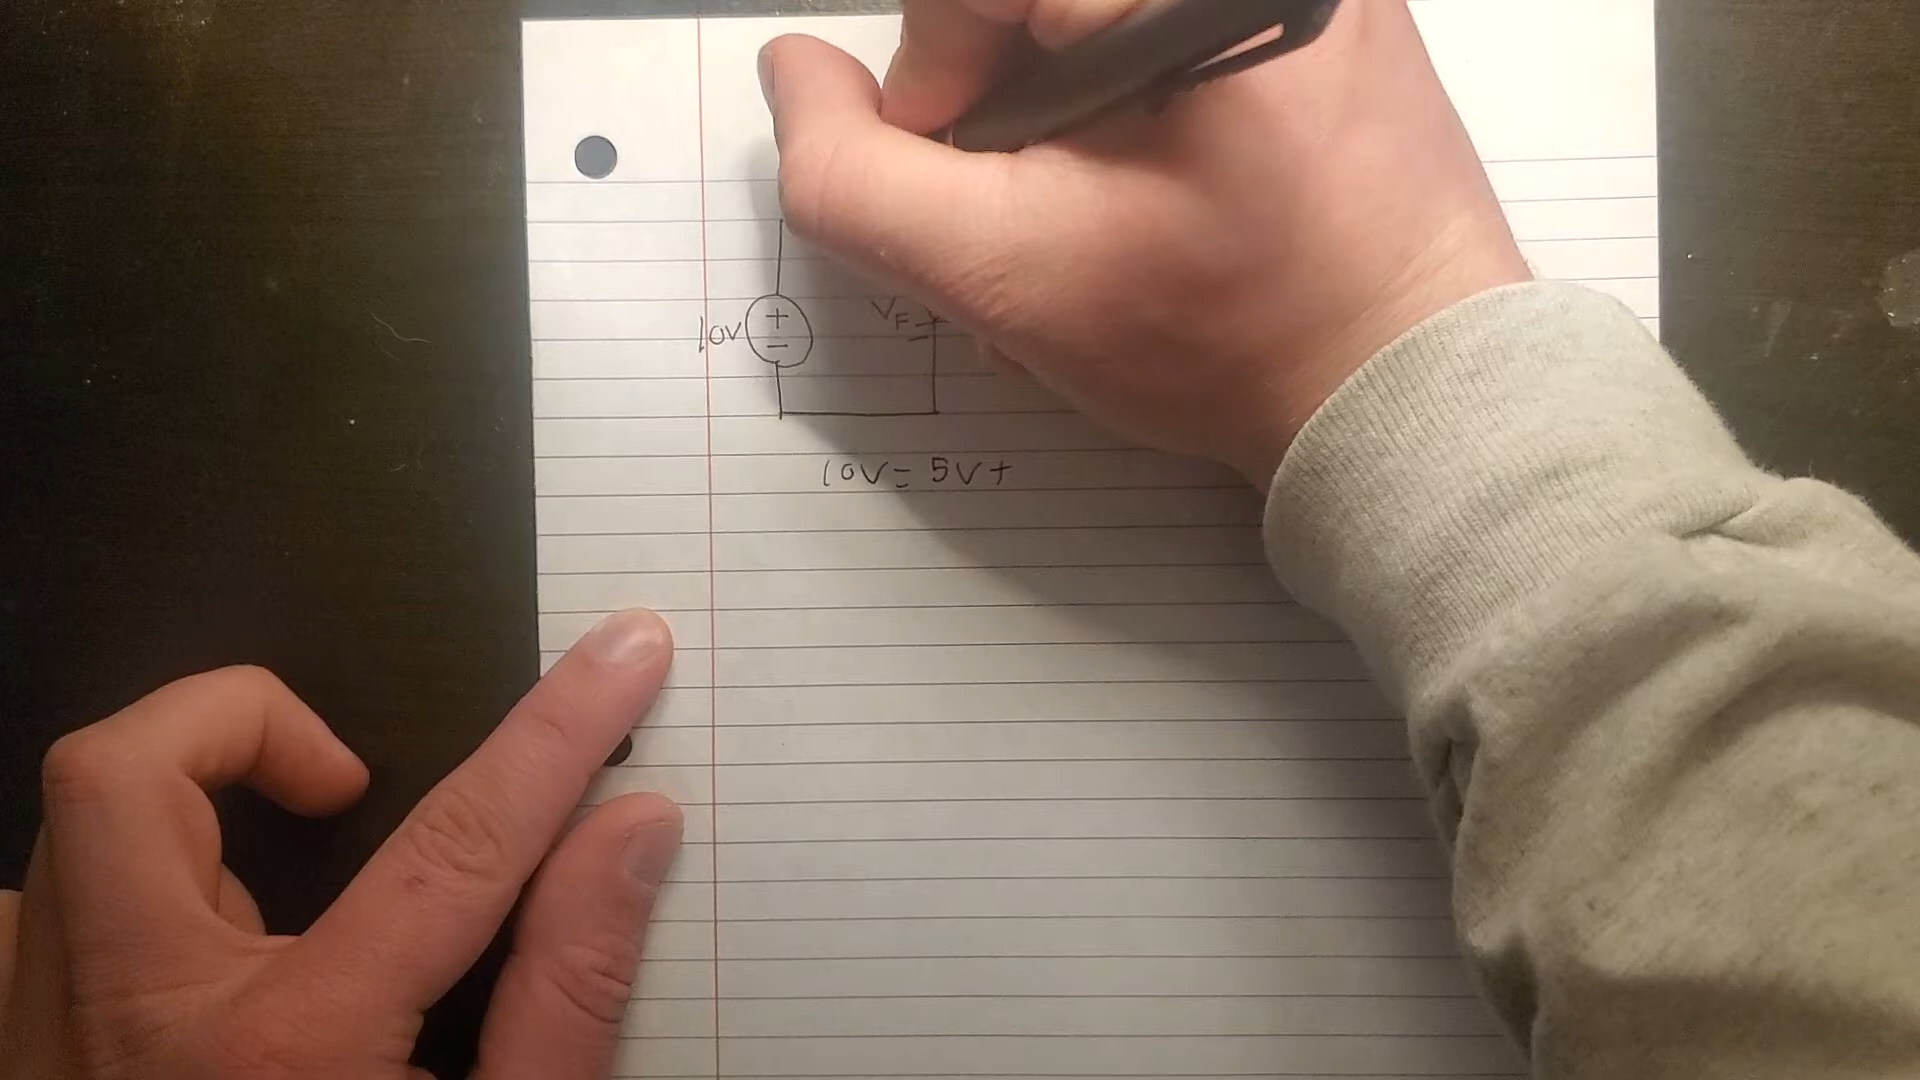 VF
10V
10V = 5V +